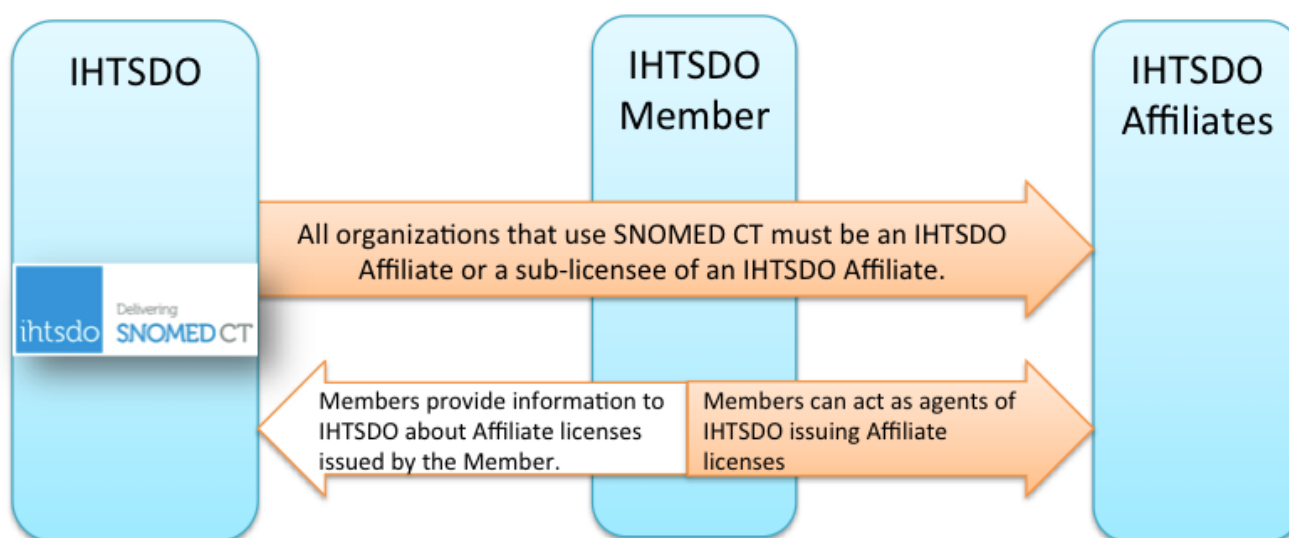 IHTSDO
IHTSDO
Member
IHTSDO
Affiliates
All organizations that use SNOMED CT must be an IHTSDO
Affiliate or a sub-licensee of an IHTSDO Affiliate.
ihtsdo
Delivering
SNOMED CT
Members provide information to
IHTSDO about Affiliate licenses
issued by the Member.
Members can act as agents of
IHTSDO issuing Affiliate
licenses